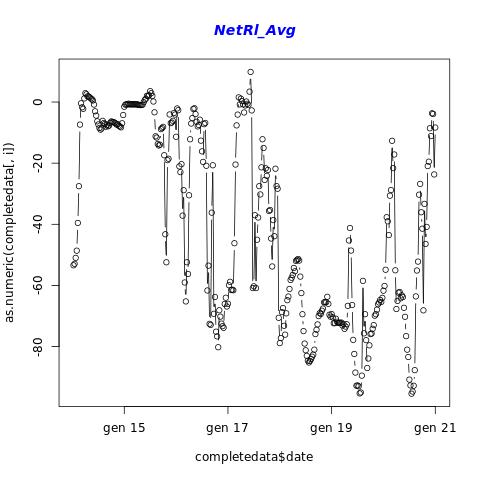 NetRl_Avg
as.numeric(completedata[, i])
0
-20
-40
-60
-80
gen 15
gen 17
gen 19
gen 21
completedata$date